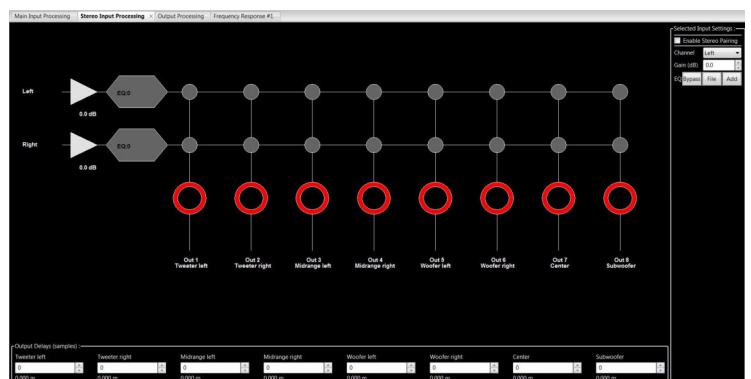 Main Input Processing Stereo Input Processing × Output Processing Frequency Response #1
Selected Input Settings :
Enable Stereo Pairing
Channel Left
Gain (dB) 0.0
EQ Bypass File Add
Left EQ:0
0.0 dB
Right EQ:0
0.0 dB
Out 1 Out 2 Out 3 Out 4 Out 5 Out 6 Out 7 Out 8
Tweeter left Tweeter right Midrange left Midrange right Woofer left Woofer right Center Subwoofer
Output Delays (samples) :
Tweeter left Tweeter right Midrange left Midrange right Woofer left Woofer right Center Subwoofer
0 0 0 0 0 0 0 0
0.000 m 0.000 m 0.000 m 0.000 m 0.000 m 0.000 m 0.000 m 0.000 m